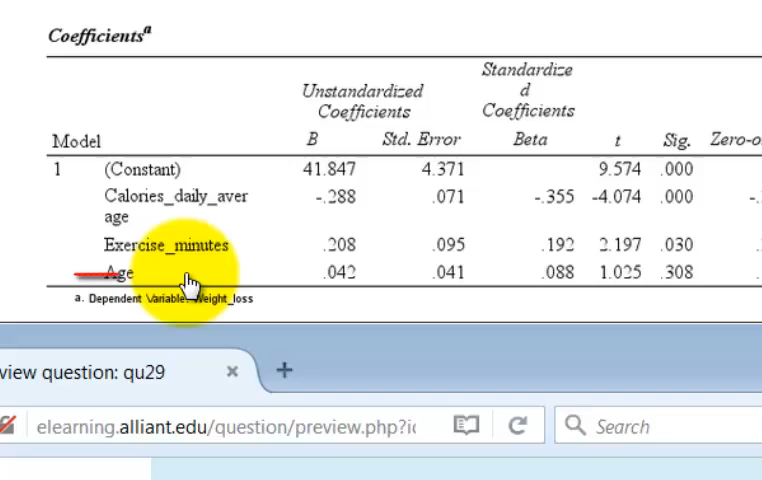 Coefficientsa
Standardize
Unstandardized d
Coefficients Coefficients
Model B Std. Error Beta t Sig. Zero-o
1 (Constant) 41.847 4.371 9.574 .000
Calories_daily_aver -.288 .071 -.355 -4.074 .000 -.
age
Exercise_minutes .208 .095 .192 2.197 .030 .
Age .042 .041 .088 1.025 .308 .
a. Dependent Variable: Weight_loss
view question: qu29
elearning.alliant.edu/question/preview.php?id
Search